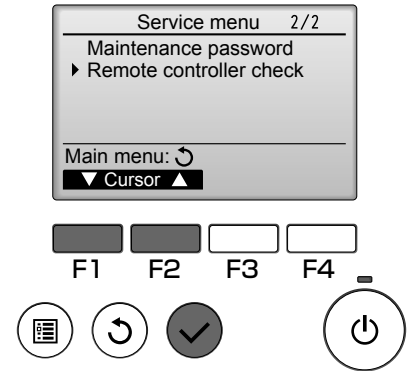 Service menu 2/2
Maintenance password
Remote controller check
Main menu:
Cursor
F1 F2 F3 F4